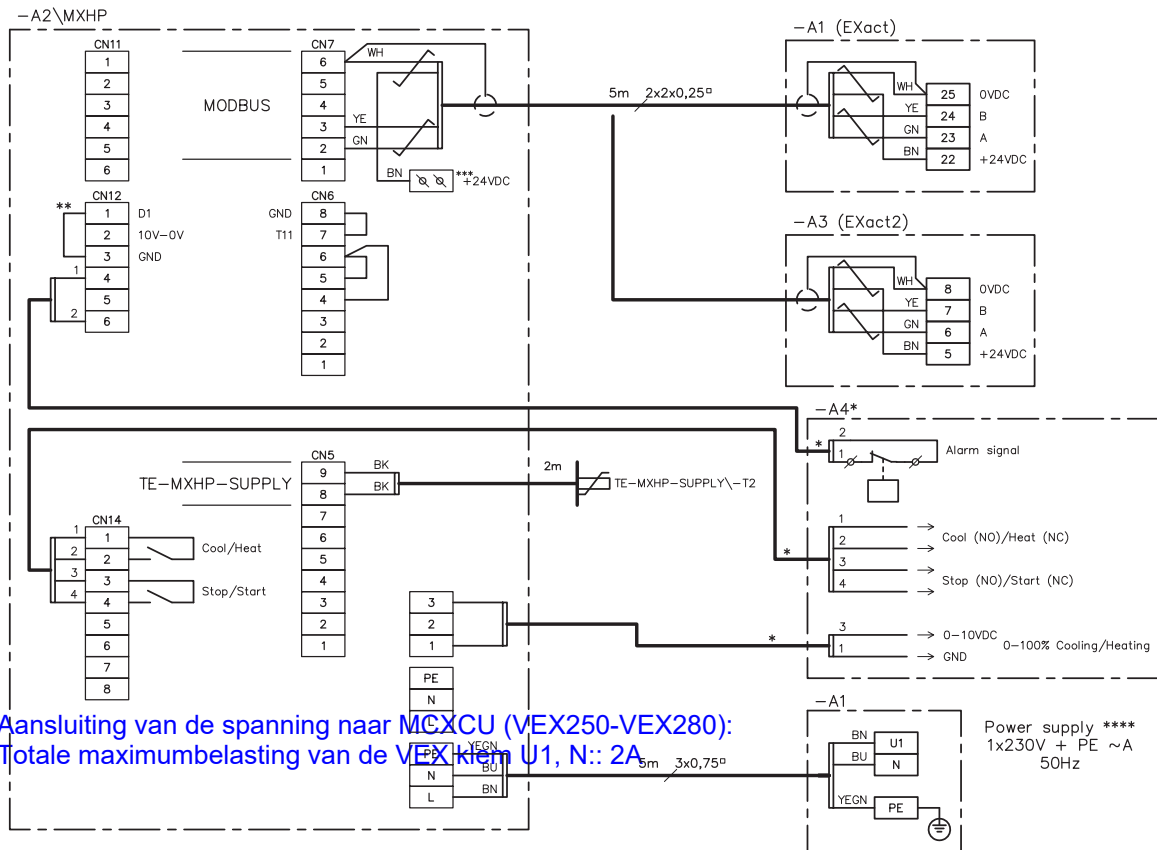 -A2\MXHP
CN11
1
2
3
4
5
6
MODBUS
CN7
6
5
4
3
2
1
WH
YE
GN
BN
***
+24VDC
5m 2x2x0,25¤
-A1 (EXact)
WH
YE
GN
BN
25 0VDC
24 B
23 A
22 +24VDC
CN12
**
1 D1
2 10V-0V
3 GND
4
5
6
1
2
CN6
GND 8
T11 7
6
5
4
3
2
1
-A3 (EXact2)
WH
YE
GN
BN
8 0VDC
7 B
6 A
5 +24VDC
-A4*
*
2
1
Alarm signal
TE-MXHP-SUPPLY
CN5
9
8
7
6
5
4
3
2
1
BK
BK
2m
TE-MXHP-SUPPLY\-T2
CN14
1
2
3
4
1
2
3
4
5
6
7
8
Cool/Heat
Stop/Start
*
1
2
3
4
Cool (NO)/Heat (NC)
Stop (NO)/Start (NC)
3
2
1
*
3
1
0-10VDC
GND
0-100% Cooling/Heating
PE
N
L
Aansluiting van de spanning naar MCXCU (VEX250-VEX280):
Totale maximumbelasting van de VEX klem U1, N:: 2A
PE
N
L
YEGN
BU
BN
5m 3x0,75¤
-A1
BN U1
BU N
YEGN PE
Power supply ****
1x230V + PE ~A
50Hz